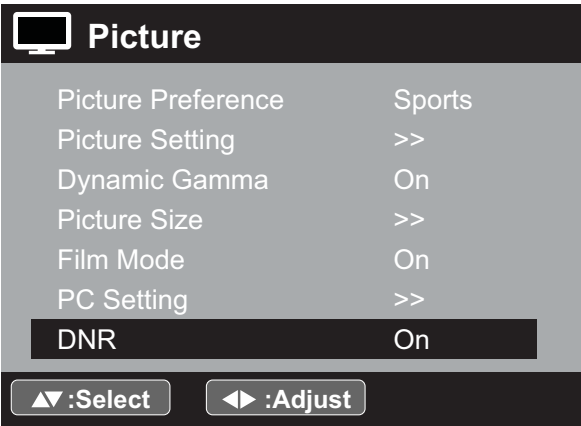 Picture
Picture Preference Sports
Picture Setting >>
Dynamic Gamma On
Picture Size >>
Film Mode On
PC Setting >>
DNR On
▲▼:Select ◀▶ :Adjust